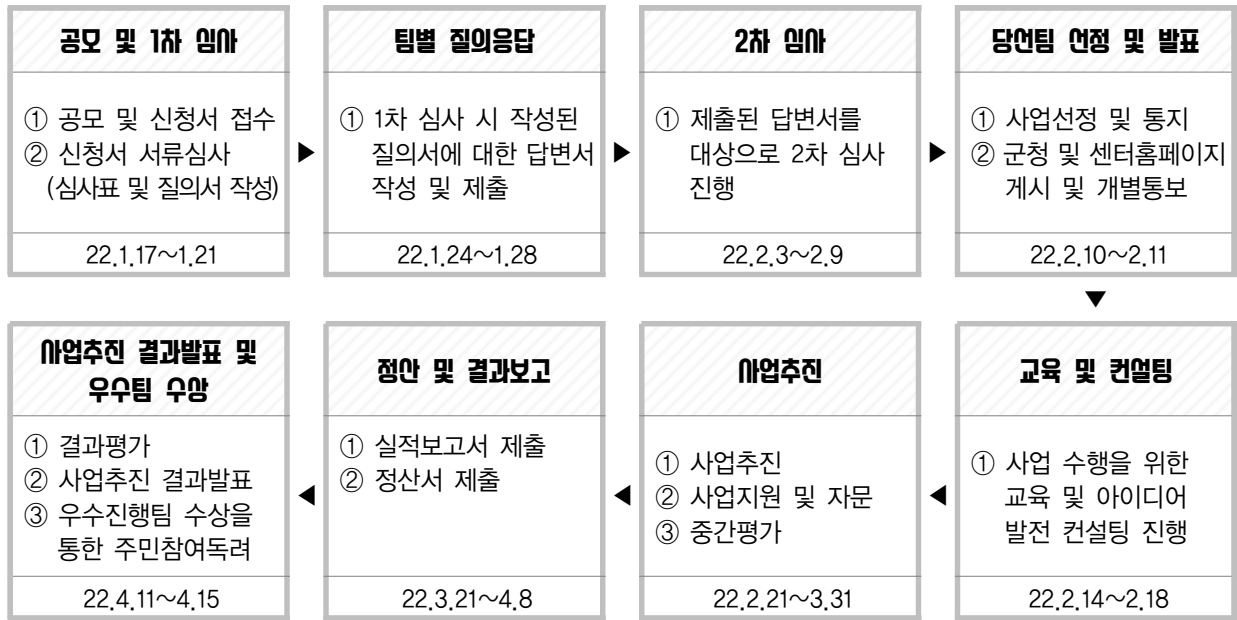 공모 및 1차 심사
① 공모 및 신청서 접수
② 신청서 서류심사
(심사표 및 질의서 작성)
22.1.17～1.21
▶
팀별 질의응답
① 1차 심사 시 작성된
질의서에 대한 답변서
작성 및 제출
22.1.24～1.28
▶
2차 심사
① 제출된 답변서를
대상으로 2차 심사
진행
22.2.3～2.9
▶
당선팀 선정 및 발표
① 사업선정 및 통지
② 군청 및 센터홈페이지
게시 및 개별통보
22.2.10～2.11
▼
교육 및 컨설팅
① 사업 수행을 위한
교육 및 아이디어
발전 컨설팅 진행
22.2.14～2.18
◀
사업추진
① 사업추진
② 사업지원 및 자문
③ 중간평가
22.2.21～3.31
◀
정산 및 결과보고
① 실적보고서 제출
② 정산서 제출
22.3.21～4.8
◀
사업추진 결과발표 및
우수팀 수상
① 결과평가
② 사업추진 결과발표
③ 우수진행팀 수상을
통한 주민참여독려
22.4.11～4.15